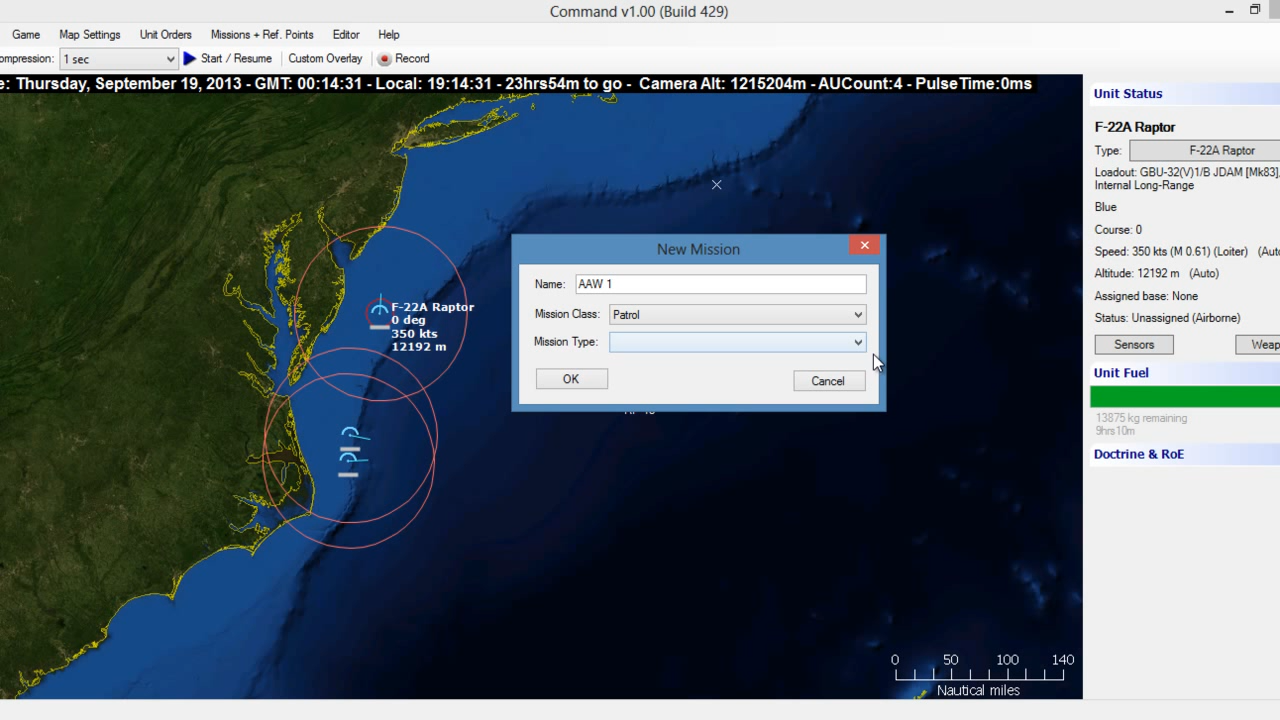 Command v1.00 (Build 429)
Game Map Settings Unit Orders Missions + Ref. Points Editor Help
ompression: 1 sec Start / Resume Custom Overlay Record
e: Thursday, September 19, 2013 - GMT: 00:14:31 - Local: 19:14:31 - 23hrs54m to go - Camera Alt: 1215204m - AUCount:4 - PulseTime:0ms
Unit Status
F-22A Raptor
Type: F-22A Raptor
Loadout: GBU-32(V)1/B JDAM [Mk83],
Internal Long-Range
Blue
Course: 0
Speed: 350 kts (M 0.61) (Loiter) (Auto
Altitude: 12192 m (Auto)
Assigned base: None
Status: Unassigned (Airborne)
Sensors Weap
Unit Fuel
13875 kg remaining
9hrs10m
Doctrine & RoE
New Mission
Name: AAW 1
Mission Class: Patrol
Mission Type:
OK Cancel
F-22A Raptor
0 deg
350 kts
12192 m
0 50 100 140
Nautical miles